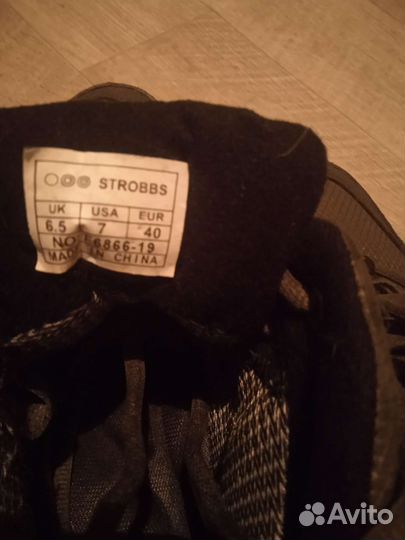 STROBBS
UK USA EUR
6.5 7 40
NO 6866-19
MADE IN CHINA
Avito